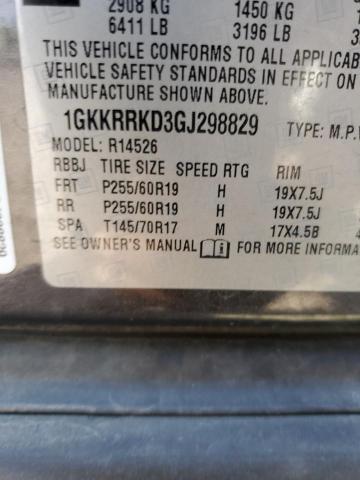 2908 KG 1450 KG
6411 LB 3196 LB
THIS VEHICLE CONFORMS TO ALL APPLICAB
VEHICLE SAFETY STANDARDS IN EFFECT ON
MANUFACTURE SHOWN ABOVE.
1GKKRRKD3GJ298829 TYPE: M.P.V
MODEL: R14526
RBBJ TIRE SIZE SPEED RTG RIM
FRT P255/60R19 H 19X7.5J
RR P255/60R19 H 19X7.5J
SPA T145/70R17 M 17X4.5B
SEE OWNER'S MANUAL FOR MORE INFORMA